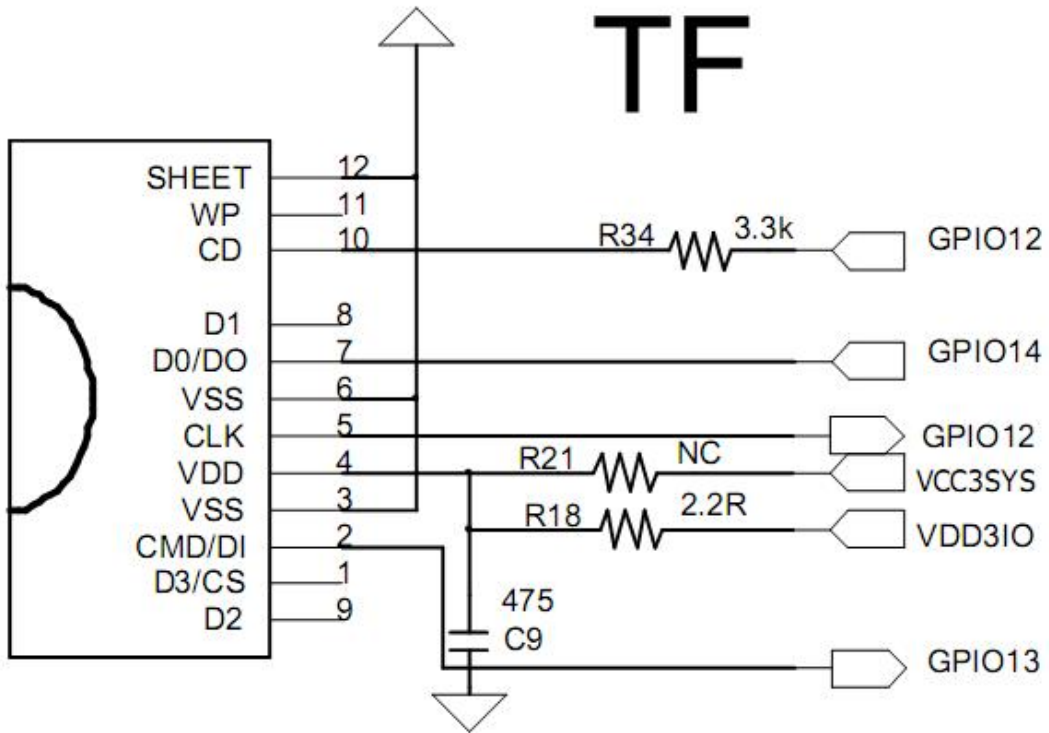 TF
SHEET 12
WP 11
CD 10 R34 3.3k GPIO12
D1 8
D0/DO 7 GPIO14
VSS 6
CLK 5 GPIO12
VDD 4 R21 NC VCC3SYS
VSS 3 R18 2.2R VDD3IO
CMD/DI 2
D3/CS 1
D2 9
475
C9
GPIO13